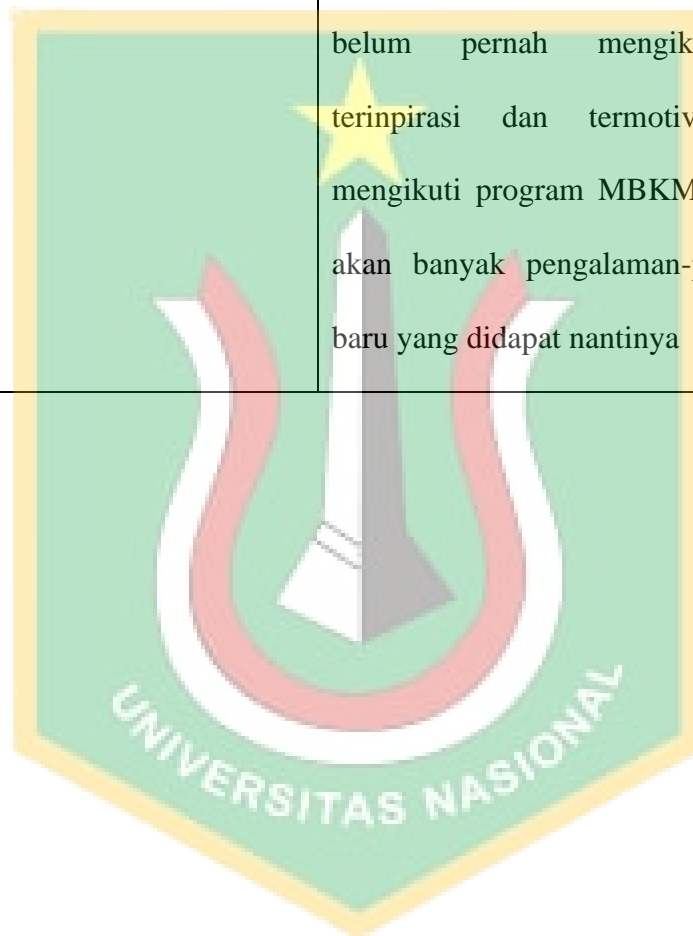 belum pernah mengik
terinpirasi dan termotiv
mengikuti program MBKM
akan banyak pengalaman-
baru yang didapat nantinya
UNIVERSITAS NASIONAL